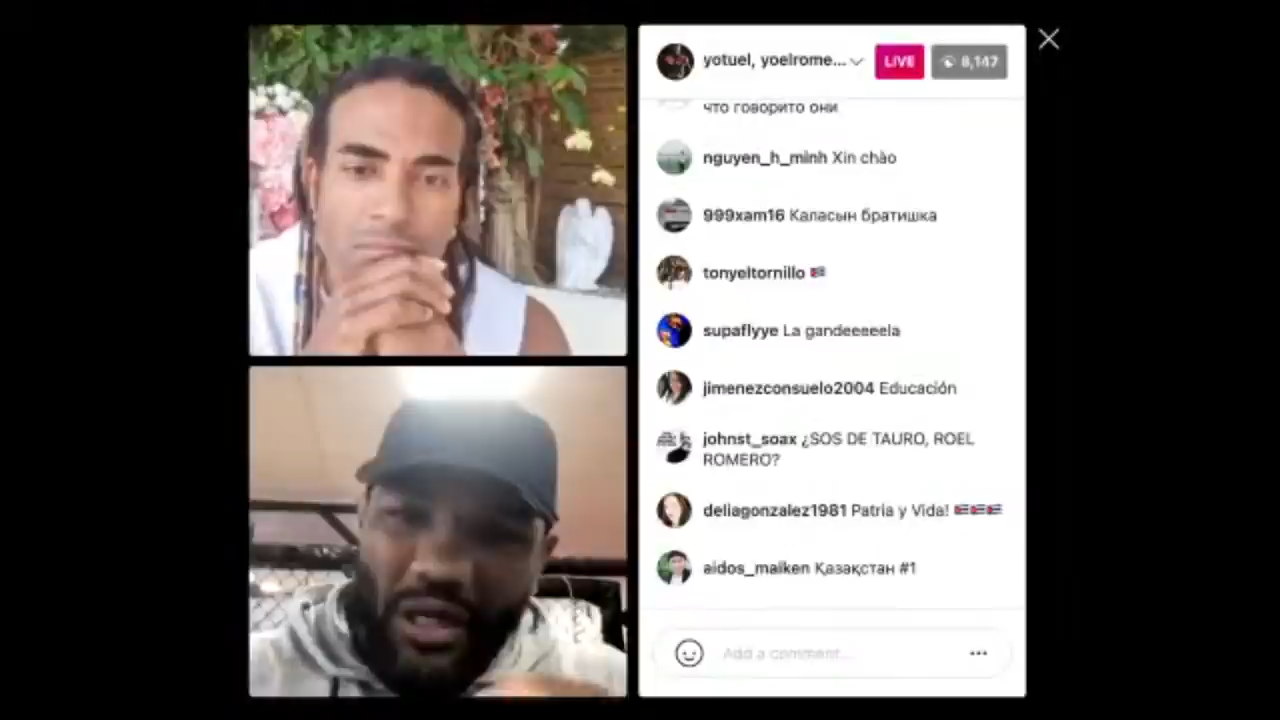 yotuel, yoelrome...
LIVE
8,147
что говорито они
nguyen_h_minh Xin chào
999xam16 Каласын братишка
tonyeltornillo 🇨🇺
supaflyye La gandeeeeela
jimenezconsuelo2004 Educación
johnst_soax ¿SOS DE TAURO, ROEL
ROMERO?
deliagonzalez1981 Patria y Vida! 🇨🇺🇨🇺🇨🇺
aidos_maiken Қазақстан #1
Add a comment...